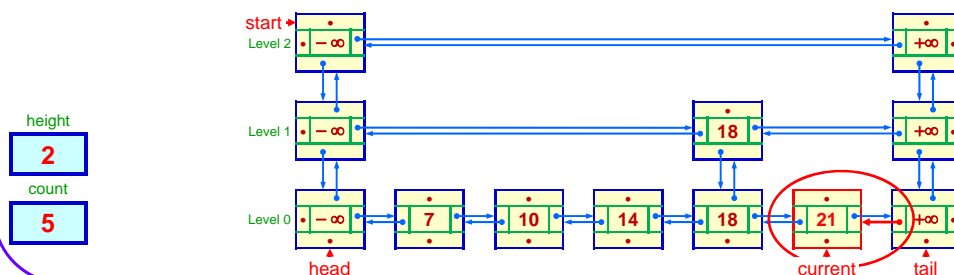 start
Level 2
− ∞
+∞
height
2
Level 1
− ∞
18
+∞
count
5
Level 0
− ∞
7
10
14
18
21
+∞
head
current
tail